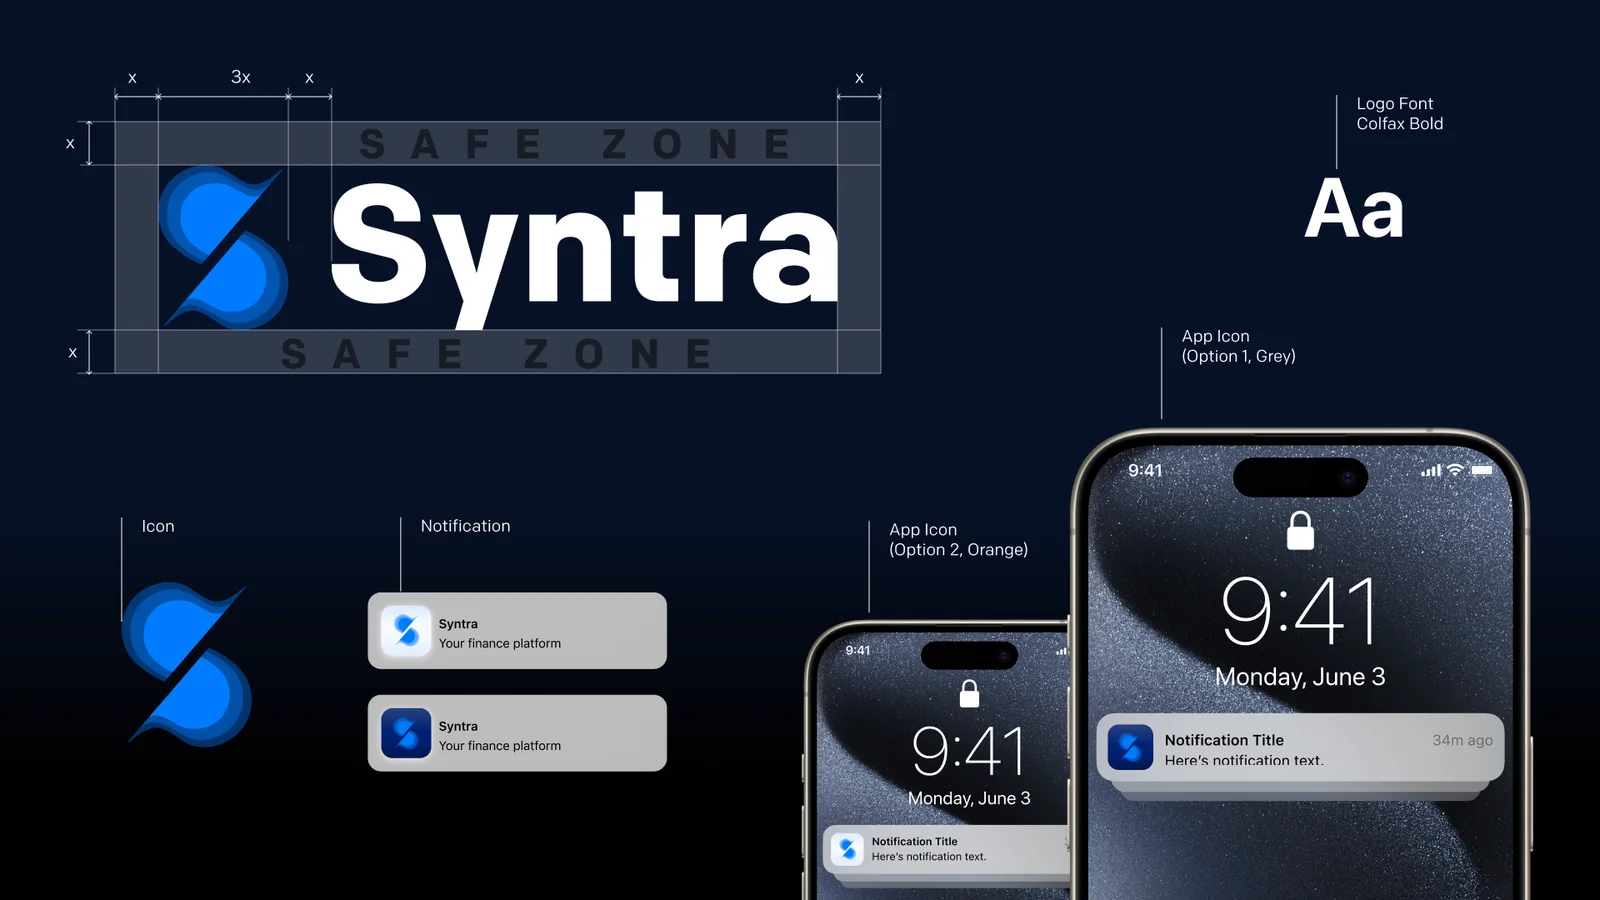 x
3x
x
x
x
SAFE ZONE
Syntra
SAFE ZONE
x
Logo Font
Colfax Bold
Aa
App Icon
(Option 1, Grey)
Icon
Notification
Syntra
Your finance platform
Syntra
Your finance platform
App Icon
(Option 2, Orange)
9:41
9:41
Monday, June 3
Notification Title
Here's notification text.
9:41
9:41
Monday, June 3
Notification Title
34m ago
Here's notification text.